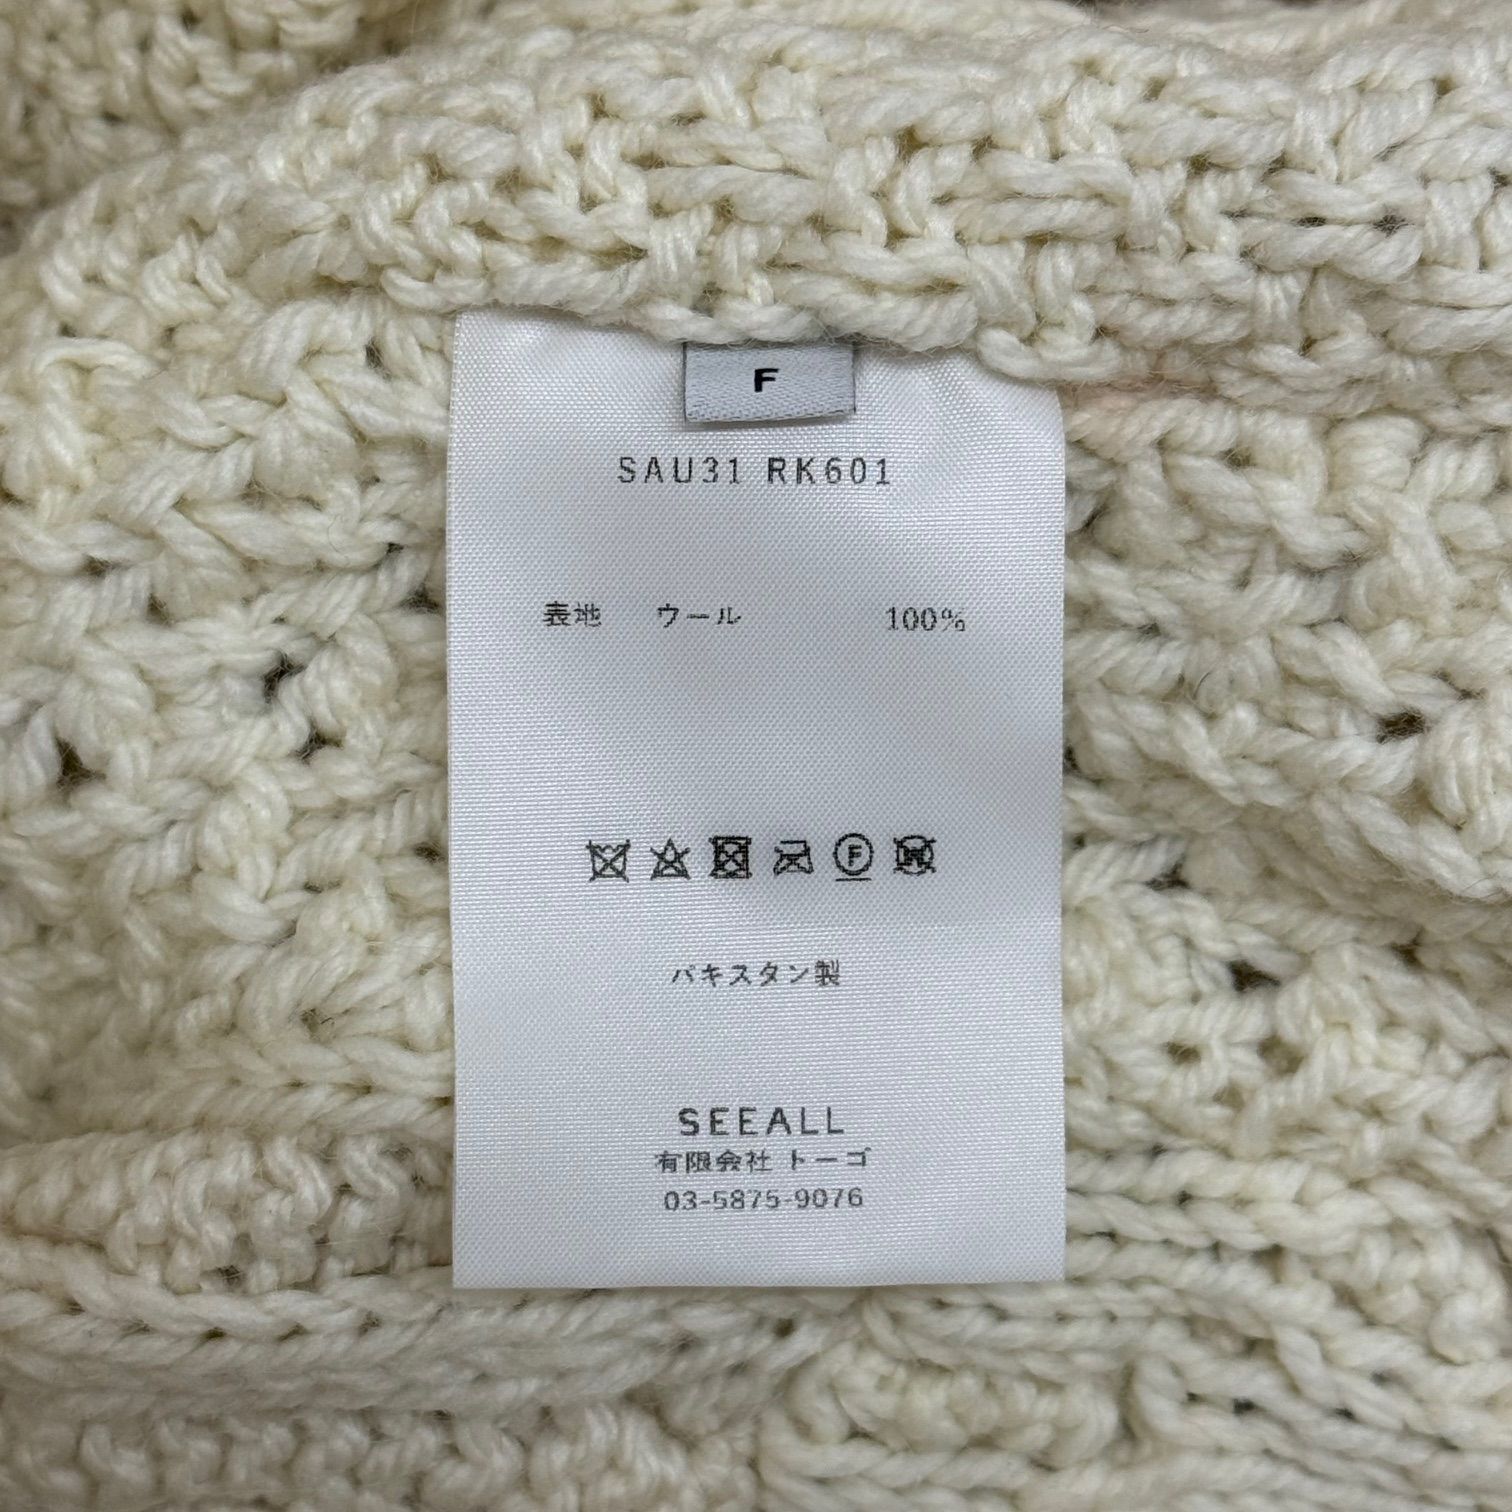 F
SAU31 RK601
表地 ウール 100%
F W
パキスタン製
SEEALL
有限会社 トーゴ
03-5875-9076